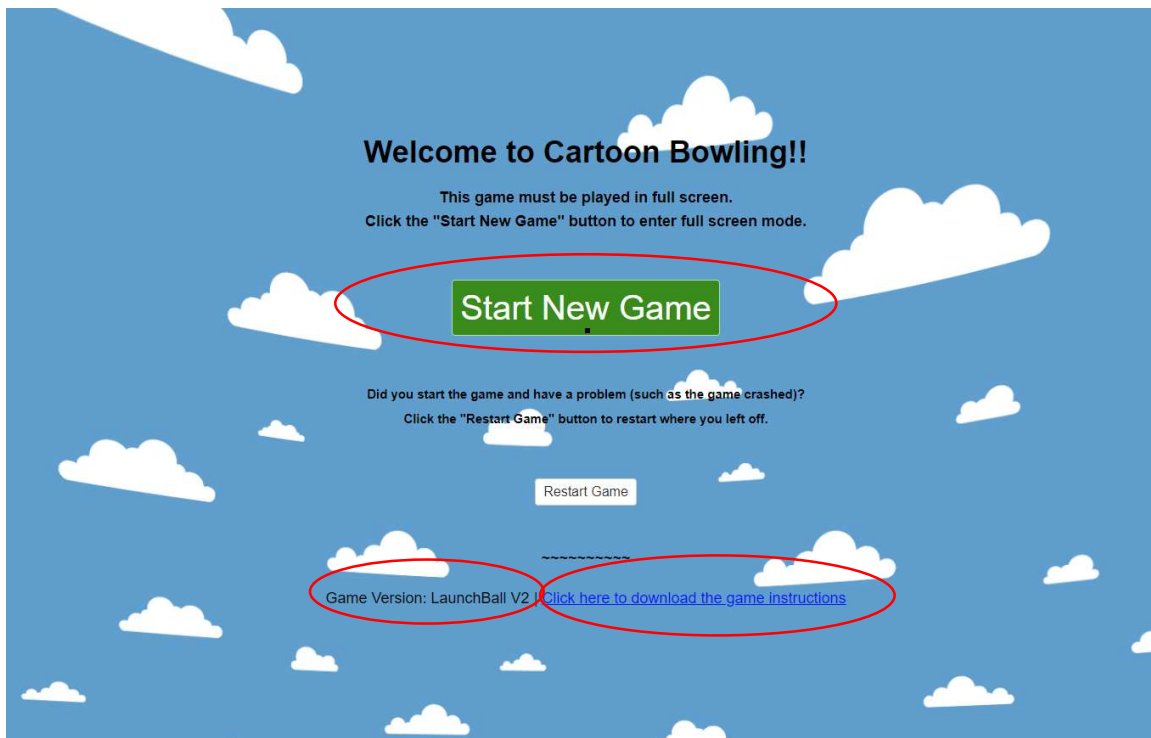 Welcome to Cartoon Bowling!!
This game must be played in full screen.
Click the "Start New Game" button to enter full screen mode.
Start New Game
Did you start the game and have a problem (such as the game crashed)?
Click the "Restart Game" button to restart where you left off.
Restart Game
~~~~~~~~~~
Game Version: LaunchBall V2 | Click here to download the game instructions